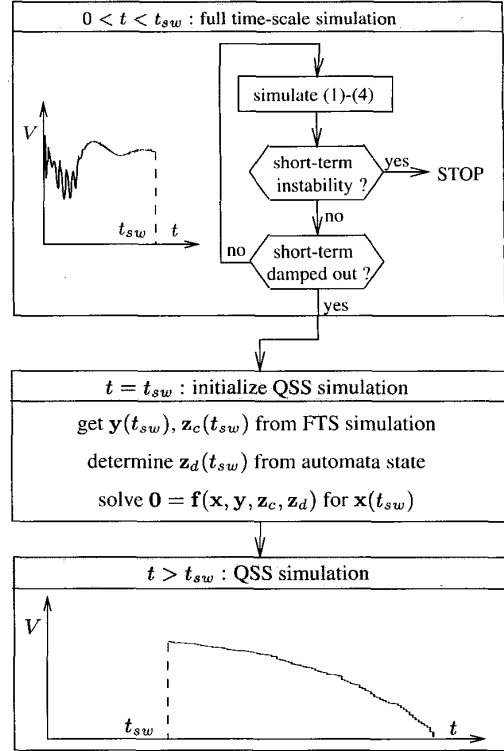 0 < t < t_sw : full time-scale simulation
simulate (1)-(4)
V
short-term
instability ?
yes
STOP
no
t_sw
t
no
short-term
damped out ?
yes
t = t_sw : initialize QSS simulation
get y(t_sw), z_c(t_sw) from FTS simulation
determine z_d(t_sw) from automata state
solve 0 = f(x, y, z_c, z_d) for x(t_sw)
t > t_sw : QSS simulation
V
t_sw
t